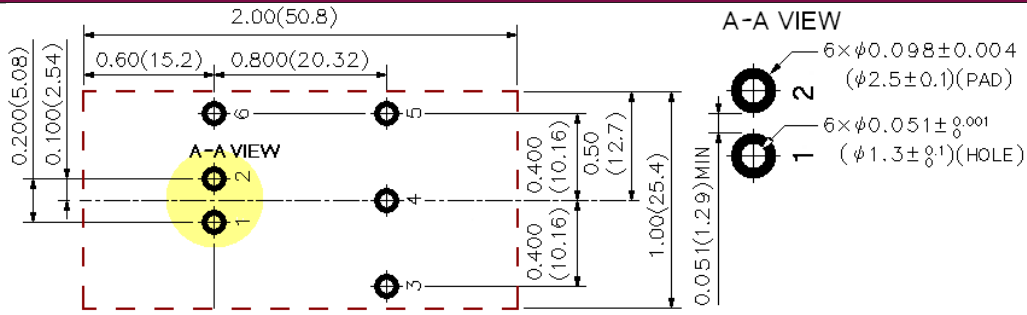 2.00(50.8)
0.60(15.2)
0.800(20.32)
0.200(5.08)
0.100(2.54)
6
5
A-A VIEW
2
4
1
3
0.400
(10.16)
0.50
(12.7)
0.400
(10.16)
1.00(25.4)
A-A VIEW
6×φ0.098±0.004
(φ2.5±0.1)(PAD)
2
6×φ0.051±0.001 0
(φ1.3±0.1 0)(HOLE)
1
0.051(1.29)MIN